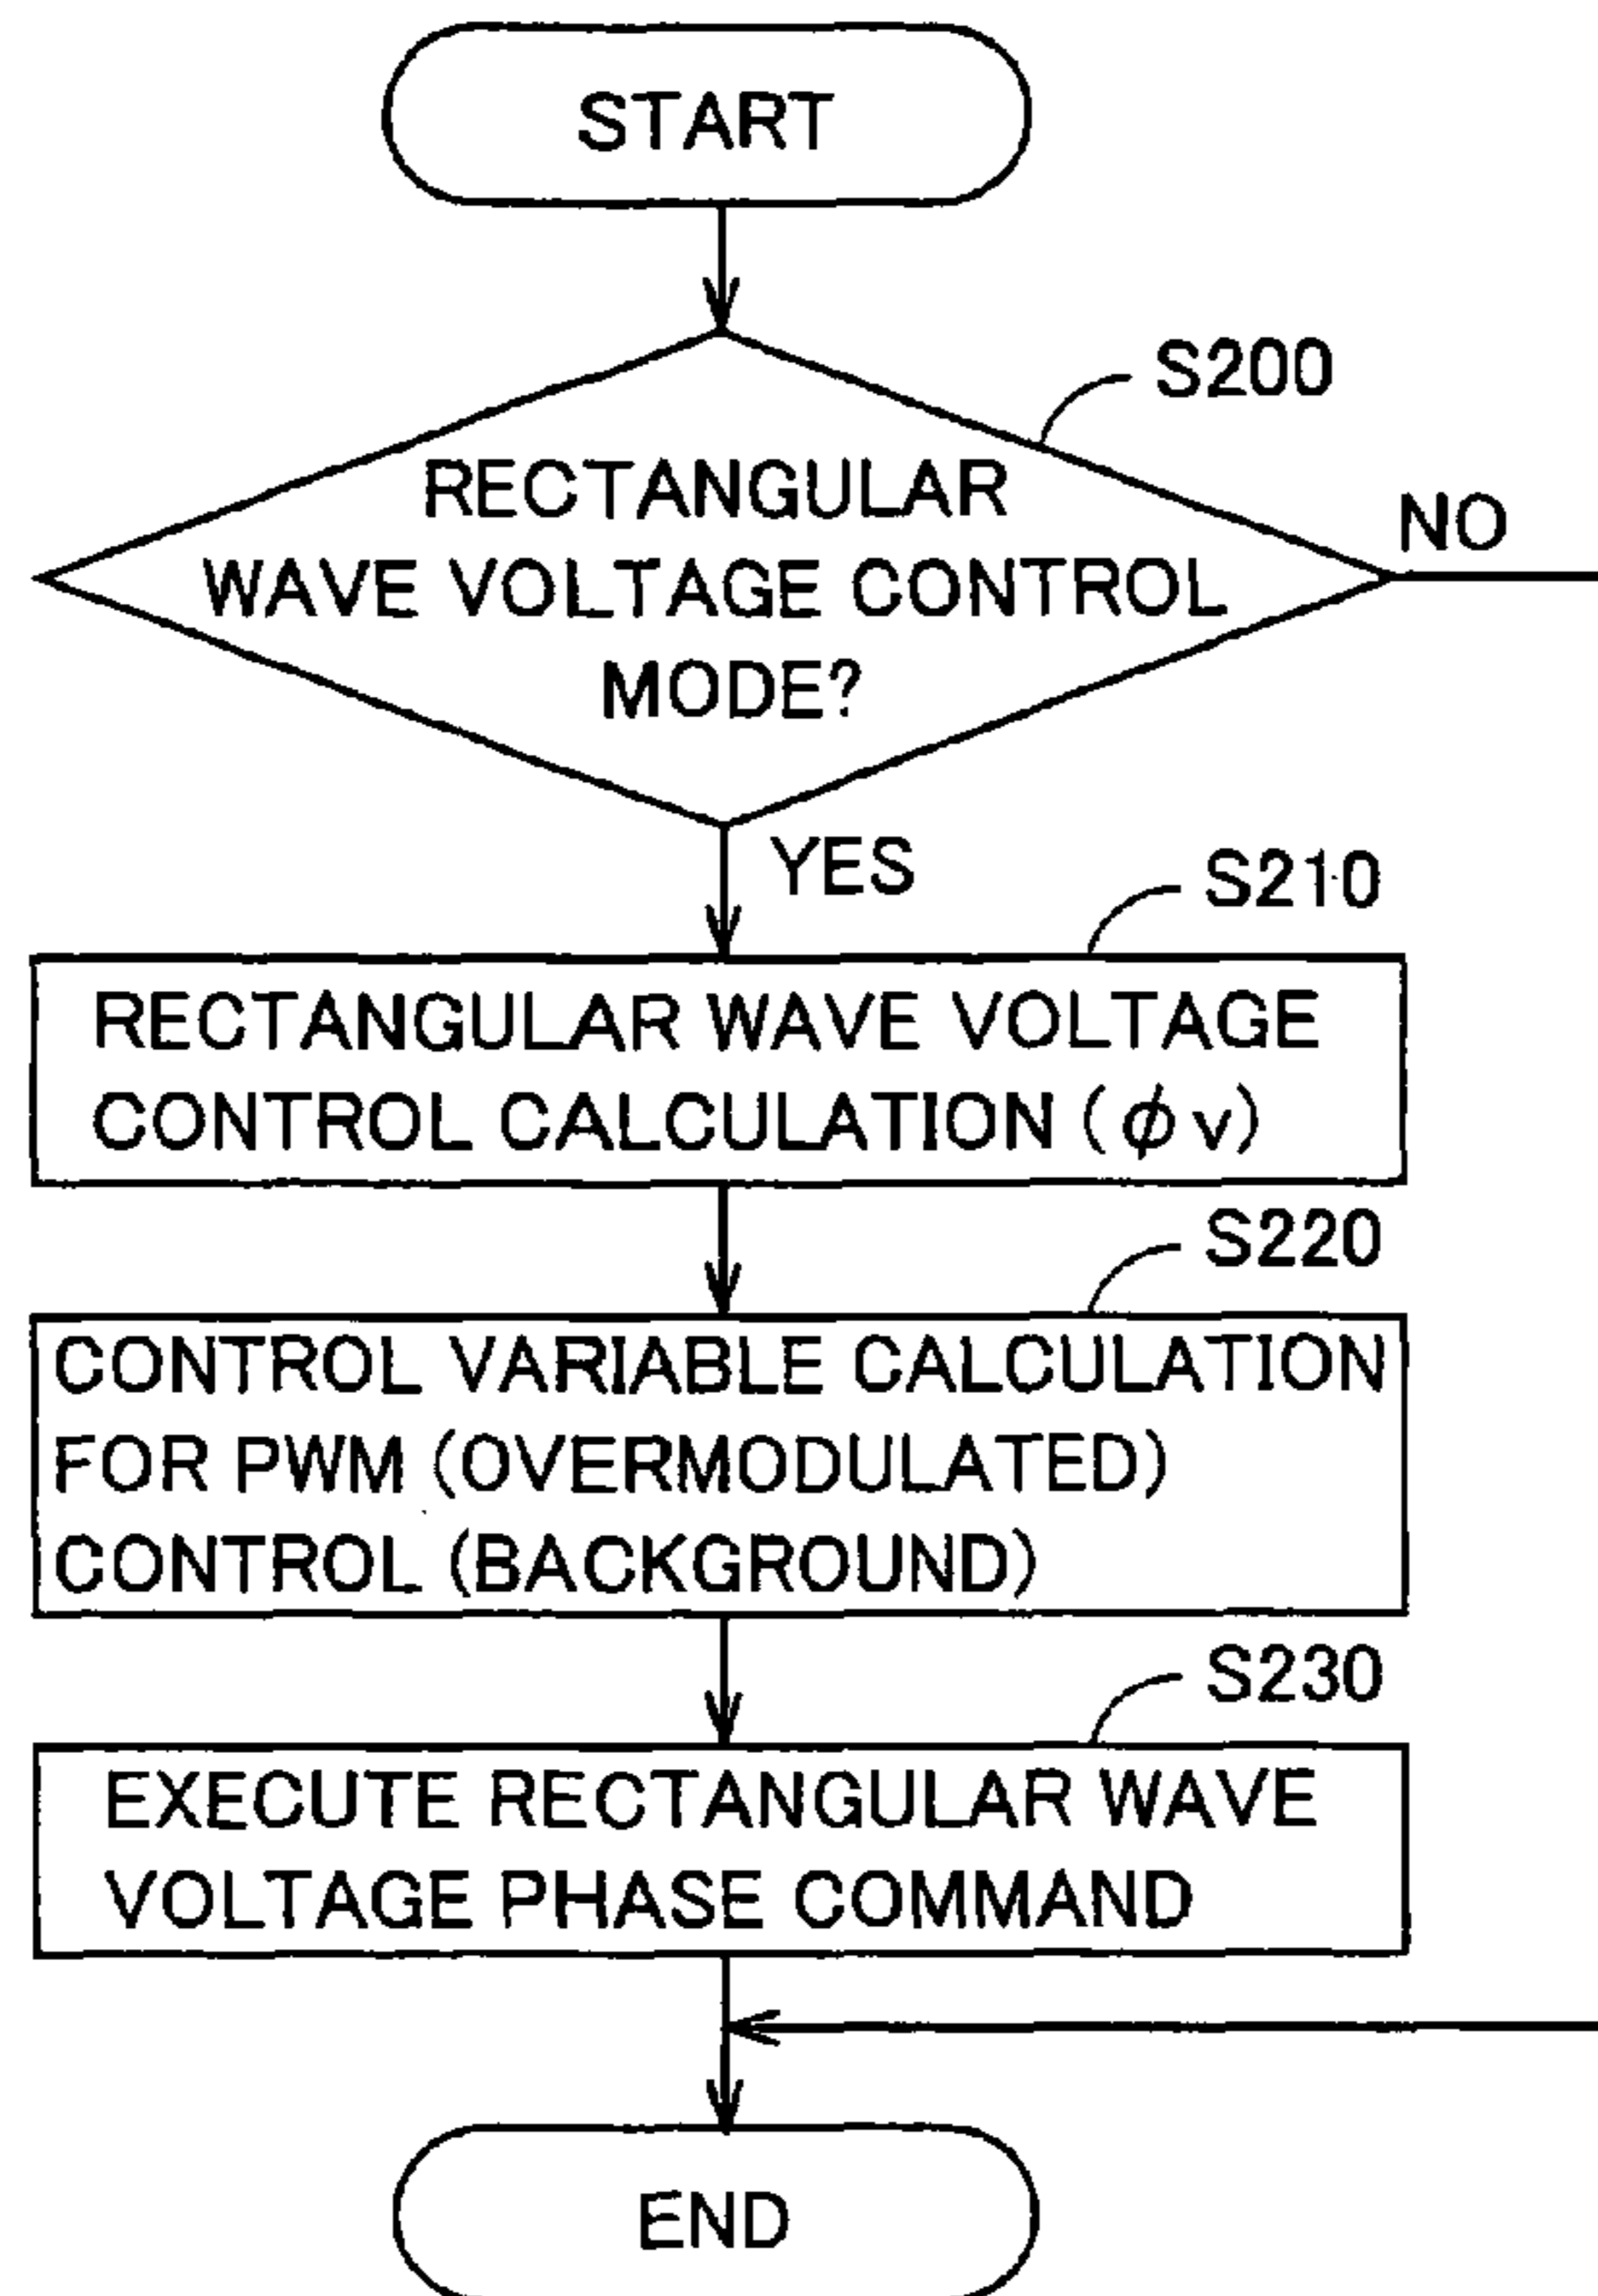 START
S200
RECTANGULAR
WAVE VOLTAGE CONTROL
MODE?
NO
YES
S210
RECTANGULAR WAVE VOLTAGE
CONTROL CALCULATION (ϕv)
S220
CONTROL VARIABLE CALCULATION
FOR PWM (OVERMODULATED)
CONTROL (BACKGROUND)
S230
EXECUTE RECTANGULAR WAVE
VOLTAGE PHASE COMMAND
END